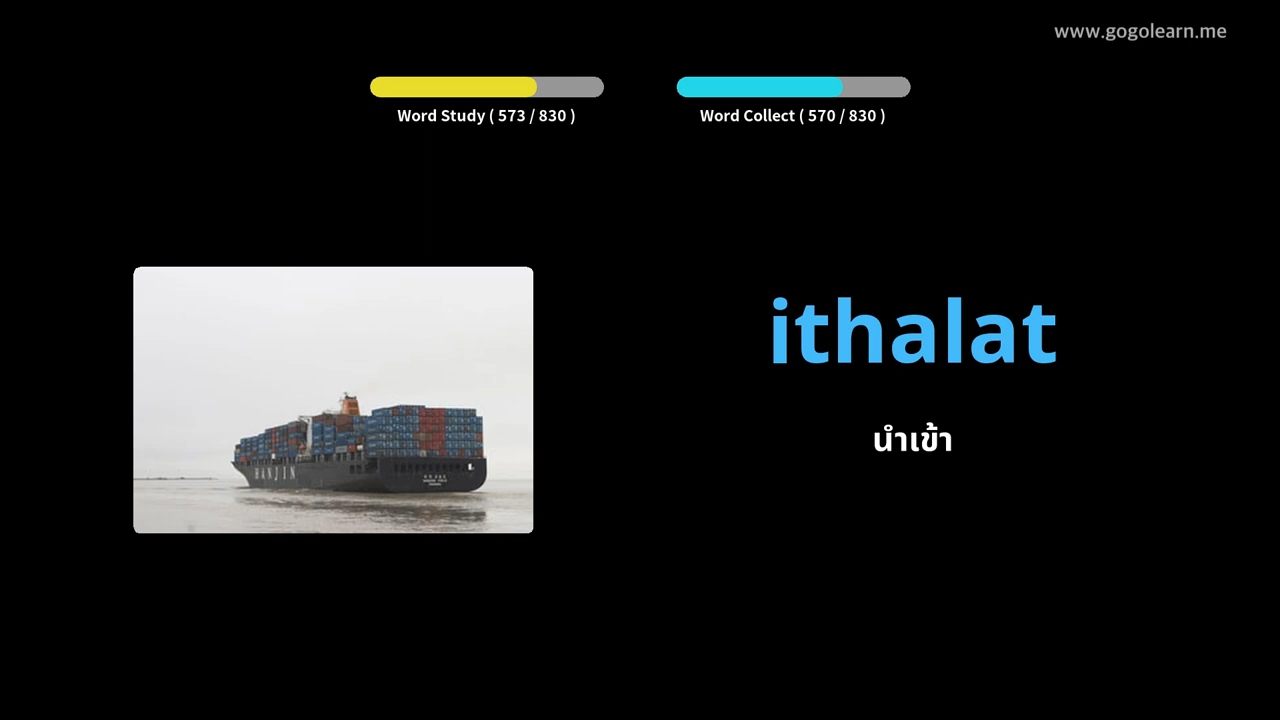 www.gogolearn.me
Word Study ( 573 / 830 )
Word Collect ( 570 / 830 )
ithalat
นำเข้า
HANJIN